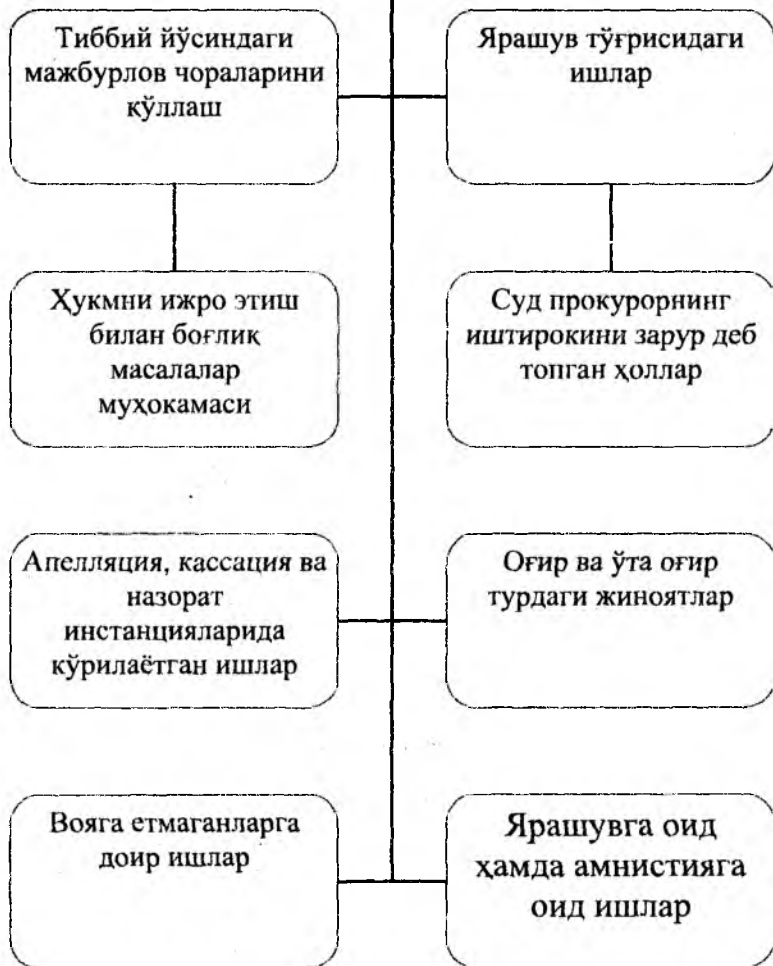 Тиббий йўсиндаги
мажбурлов чораларини
қўллаш
Ярашув тўғрисидаги
ишлар
Ҳукмни ижро этиш
билан боғлиқ
масалалар
муҳокамаси
Суд прокурорнинг
иштирокини зарур деб
топган ҳоллар
Апелляция, кассация ва
назорат
инстанцияларида
кўрилаётган ишлар
Оғир ва ўта оғир
турдаги жиноятлар
Вояга етмаганларга
доир ишлар
Ярашувга оид
ҳамда амнистияга
оид ишлар